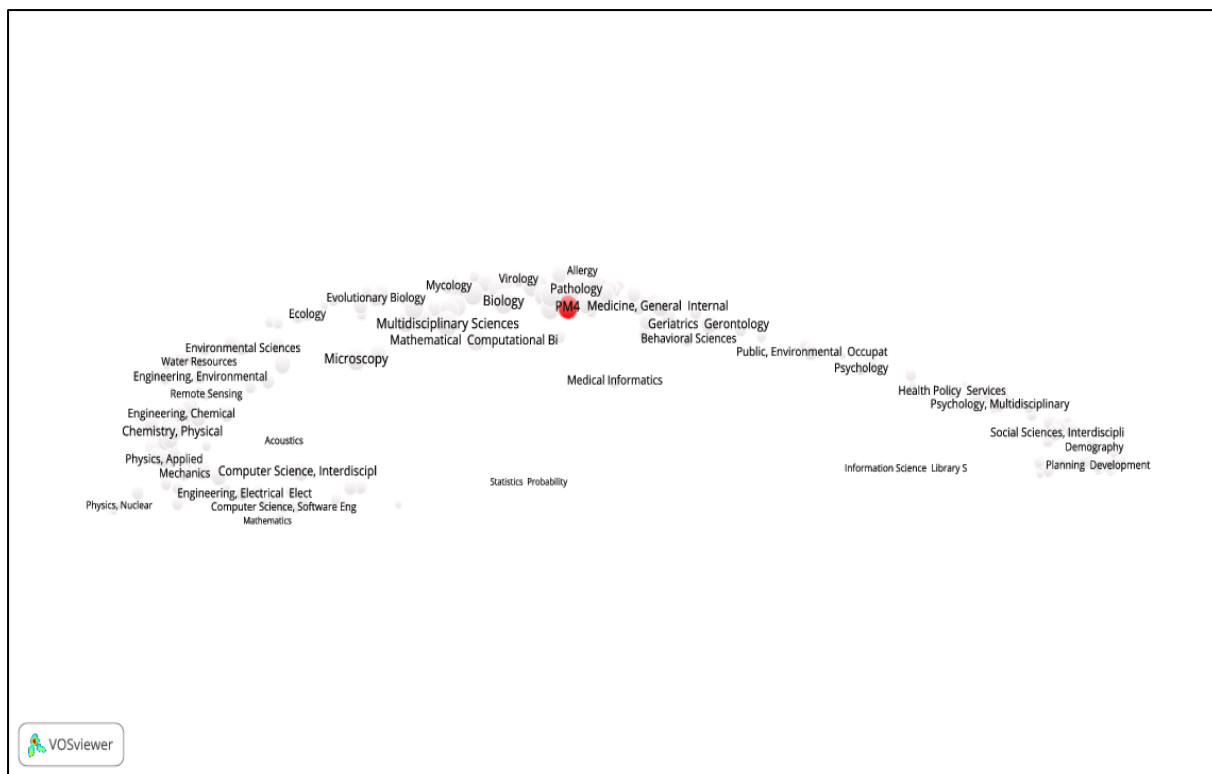 Allergy
Virology
Mycology
Pathology
Evolutionary Biology
Biology
PM4 Medicine, General Internal
Ecology
Multidisciplinary Sciences
Geriatrics Gerontology
Mathematical Computational Bi
Behavioral Sciences
Environmental Sciences
Public, Environmental Occupat
Water Resources
Microscopy
Psychology
Engineering, Environmental
Medical Informatics
Remote Sensing
Health Policy Services
Psychology, Multidisciplinary
Engineering, Chemical
Chemistry, Physical
Social Sciences, Interdiscipli
Acoustics
Demography
Physics, Applied
Planning Development
Mechanics
Computer Science, Interdiscipl
Information Science Library S
Statistics Probability
Engineering, Electrical Elect
Physics, Nuclear
Computer Science, Software Eng
Mathematics
VOSviewer